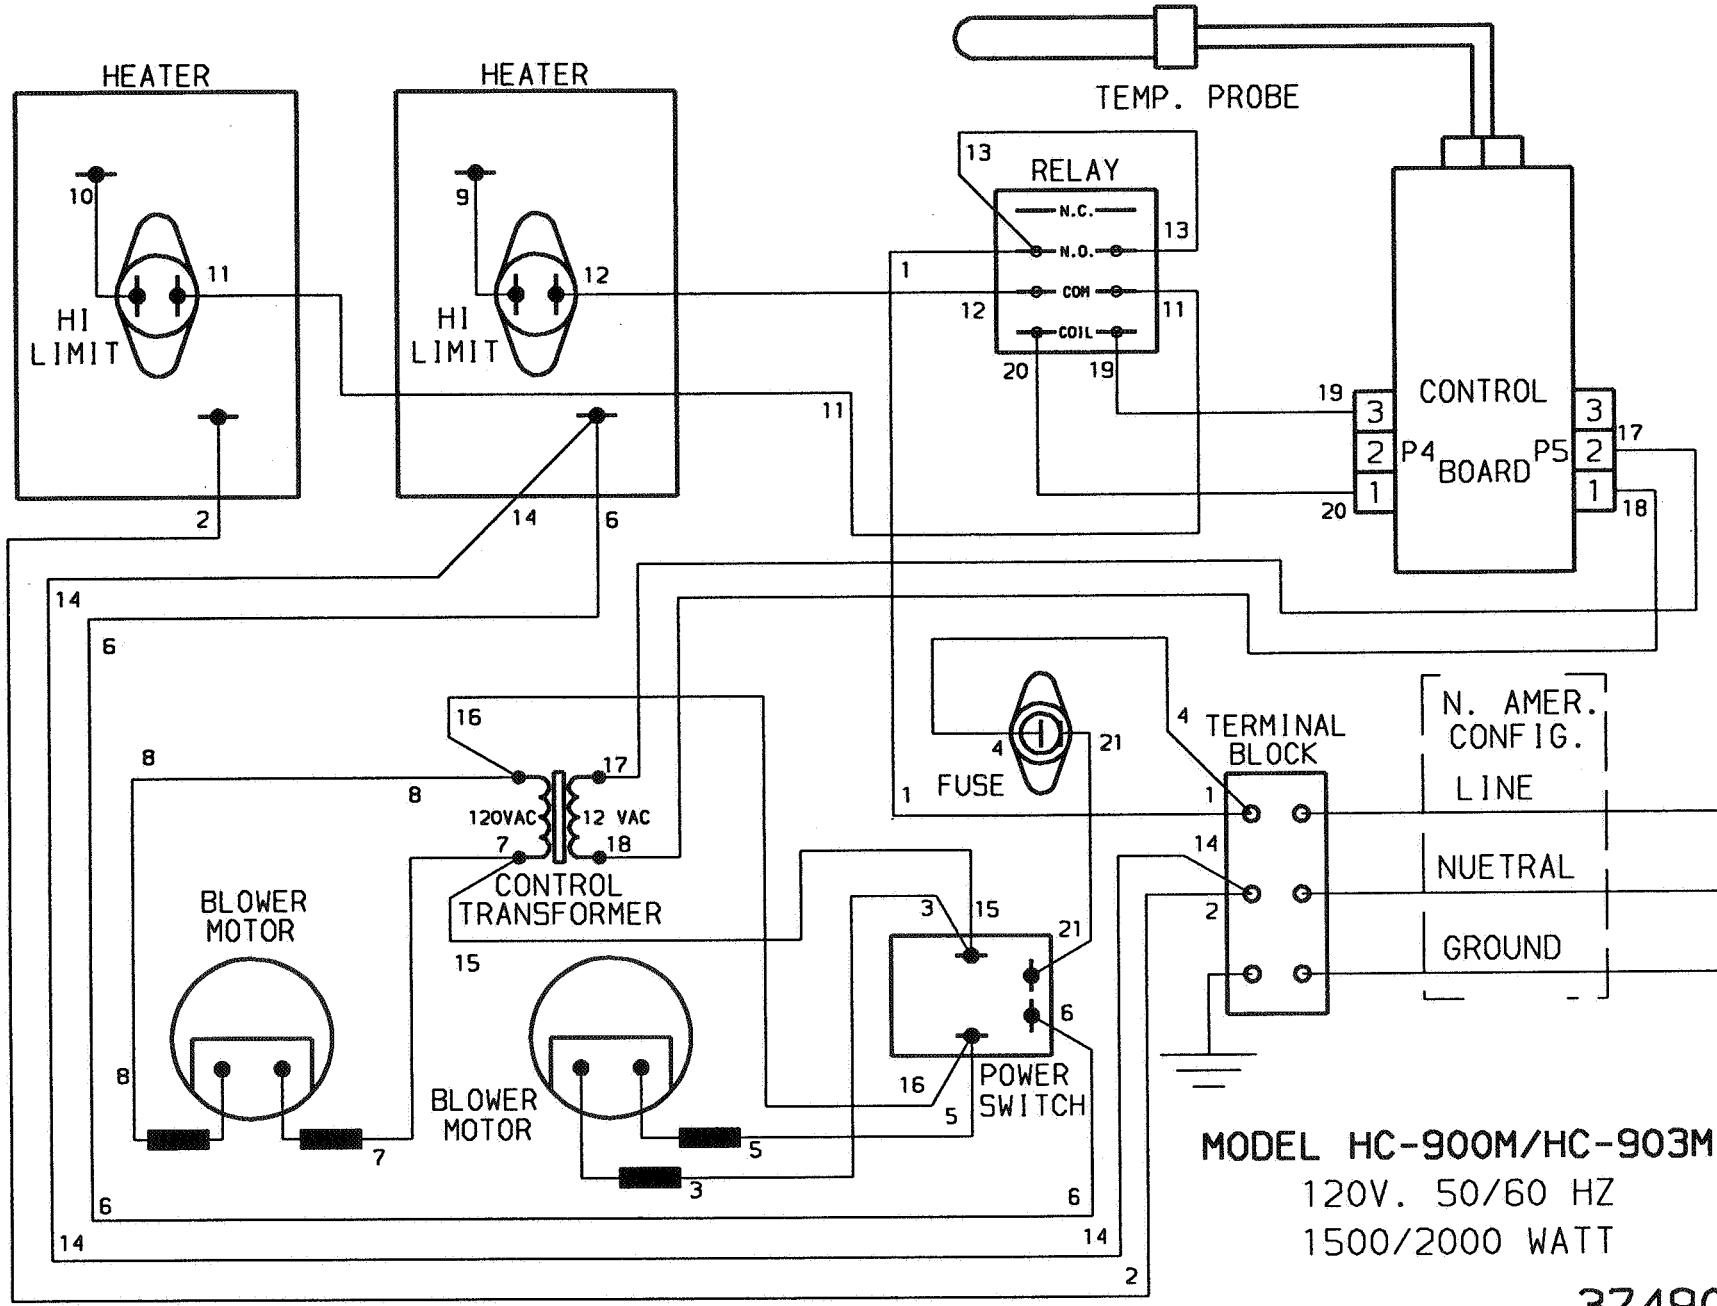 TEMP. PROBE
HEATER
HEATER
13
RELAY
10
9
N.C.
13
N.O.
1
11
12
COM
12
11
HI
LIMIT
HI
LIMIT
COIL
20
19
11
19
3
CONTROL
3
17
2
P4
P5
2
BOARD
1
1
20
18
2
14
6
14
6
16
4
N. AMER.
CONFIG.
TERMINAL
BLOCK
4
21
8
17
FUSE
LINE
8
1
1
120VAC
12 VAC
7
18
14
NUETRAL
CONTROL
TRANSFORMER
BLOWER
MOTOR
3
15
2
21
GROUND
15
6
8
16
POWER
SWITCH
BLOWER
MOTOR
5
5
7
3
MODEL HC-900M/HC-903M
120V. 50/60 HZ
1500/2000 WATT
6
6
14
14
2